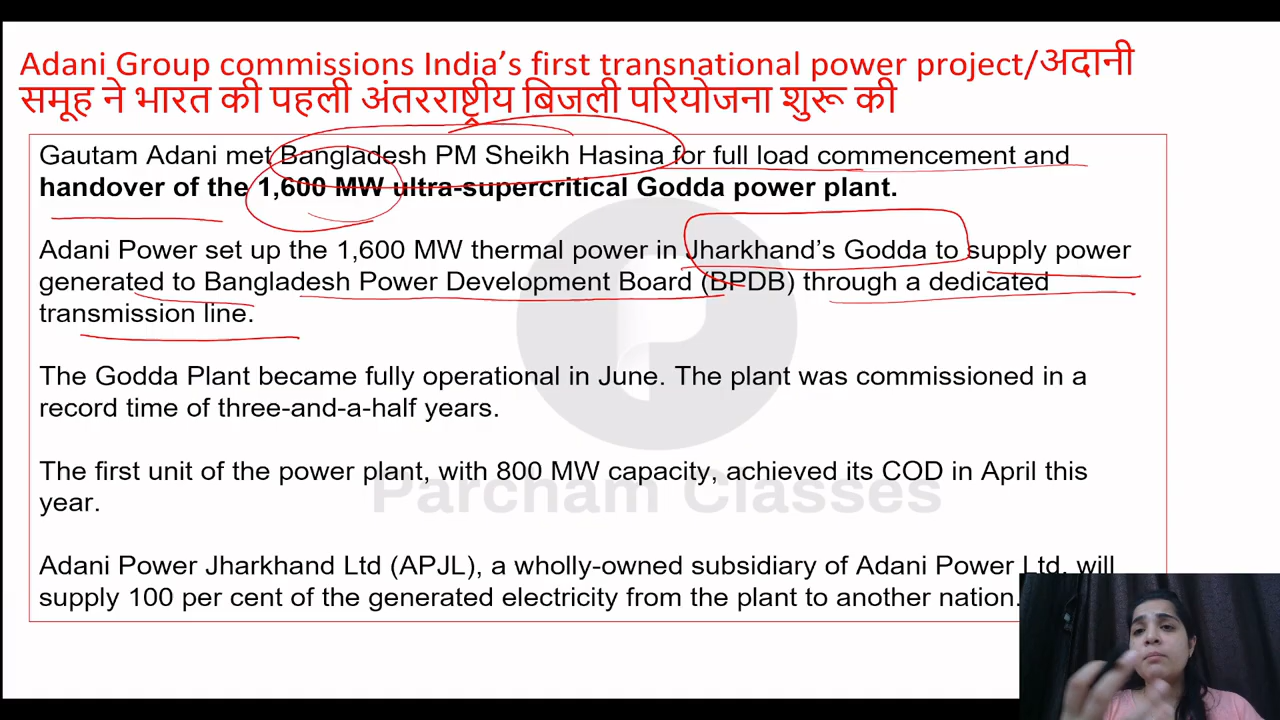 Adani Group commissions India's first transnational power project/अदानी
समूह ने भारत की पहली अंतरराष्ट्रीय बिजली परियोजना शुरू की
Gautam Adani met Bangladesh PM Sheikh Hasina for full load commencement and
handover of the 1,600 MW ultra-supercritical Godda power plant.
Adani Power set up the 1,600 MW thermal power in Jharkhand's Godda to supply power
generated to Bangladesh Power Development Board (BPDB) through a dedicated
transmission line.
The Godda Plant became fully operational in June. The plant was commissioned in a
record time of three-and-a-half years.
The first unit of the power plant, with 800 MW capacity, achieved its COD in April this
year.
Parcham Classes
Adani Power Jharkhand Ltd (APJL), a wholly-owned subsidiary of Adani Power Ltd, will
supply 100 per cent of the generated electricity from the plant to another nation.